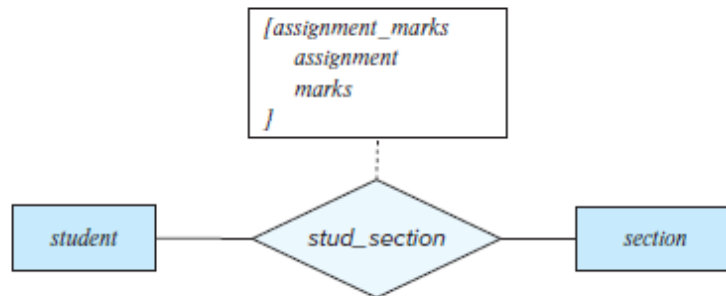 [assignment_marks
assignment
marks
]
student
stud_section
section